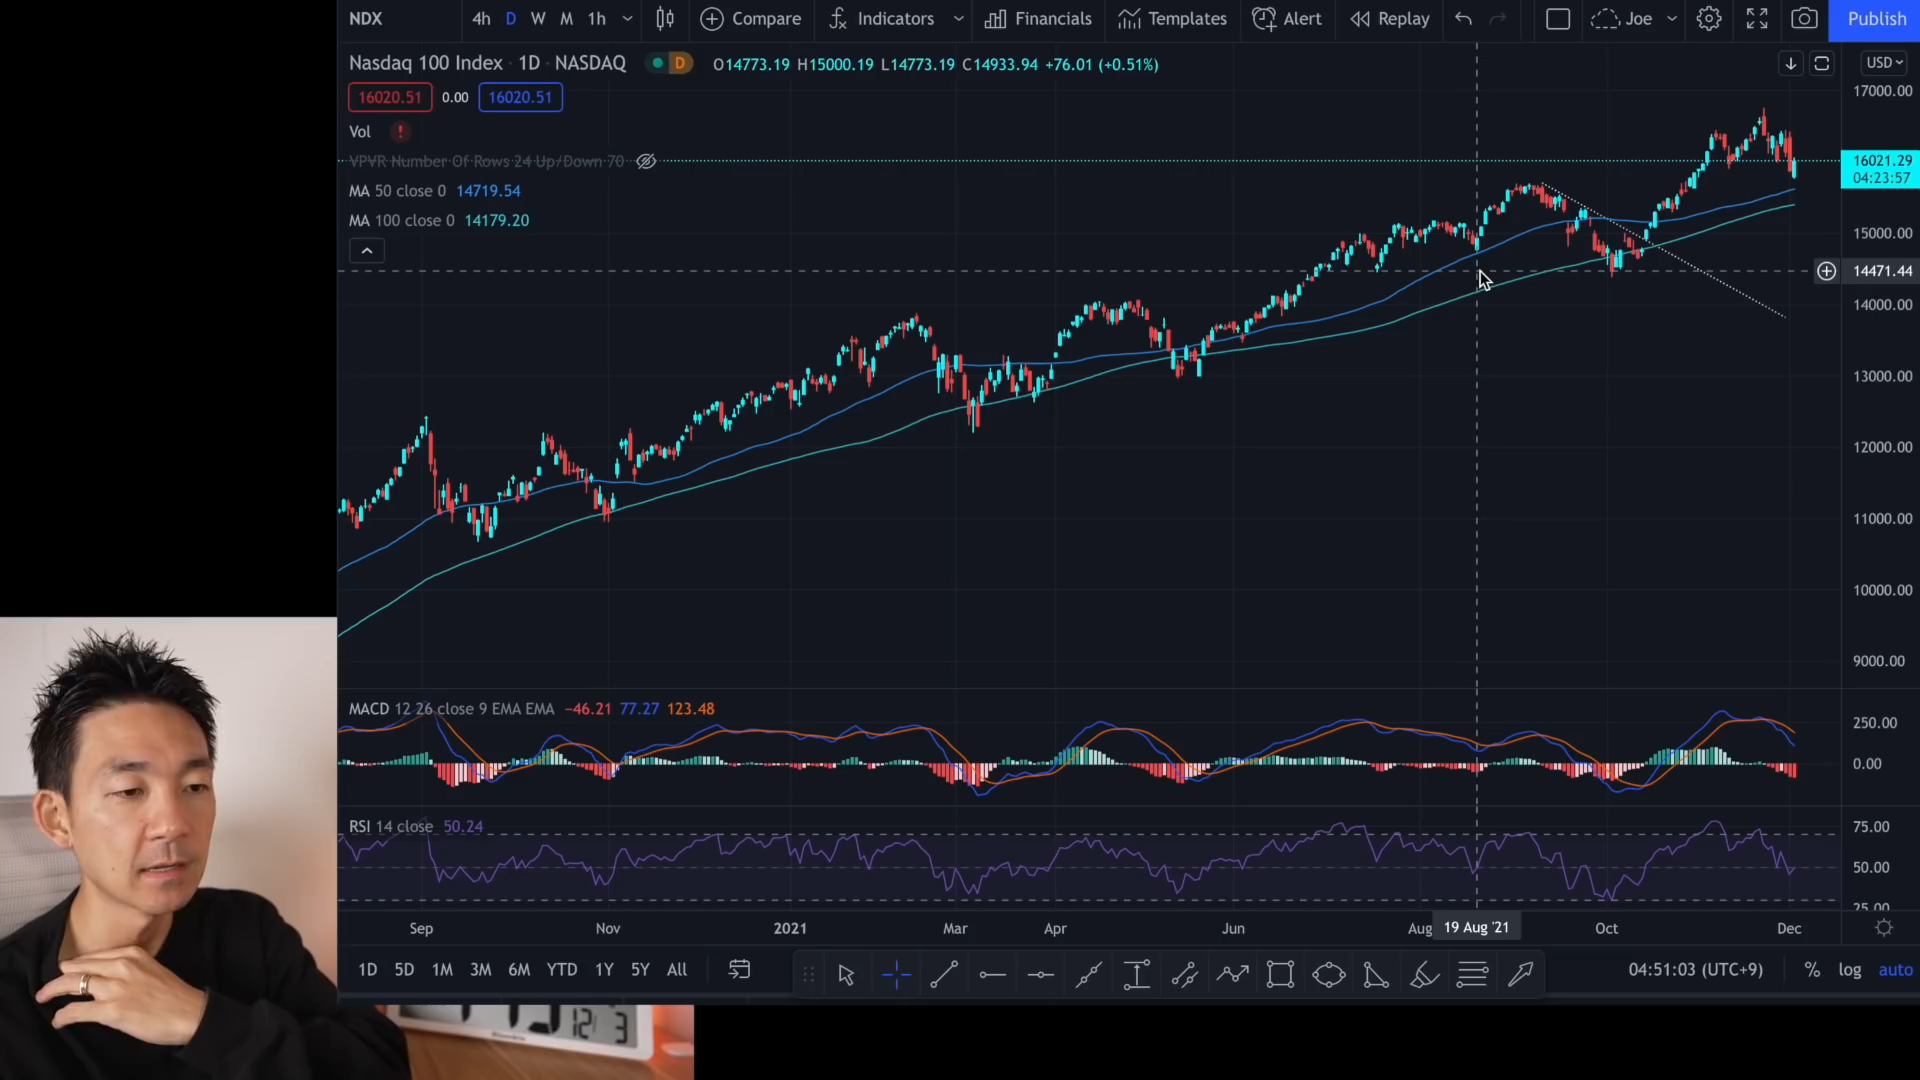 NDX 4h D W M 1h Compare Indicators Financials Templates Alert Replay Joe Publish
Nasdaq 100 Index · 1D · NASDAQ D O14773.19 H15000.19 L14773.19 C14933.94 +76.01 (+0.51%)
USD
16020.51 0.00 16020.51
17000.00
Vol !
VPVR Number Of Rows 24 Up/Down 70
16021.29
04:23:57
MA 50 close 0 14719.54
MA 100 close 0 14179.20
15000.00
14471.44
14000.00
13000.00
12000.00
11000.00
10000.00
9000.00
MACD 12 26 close 9 EMA EMA −46.21 77.27 123.48
250.00
0.00
RSI 14 close 50.24
75.00
50.00
25.00
Sep Nov 2021 Mar Apr Jun Aug 19 Aug '21 Oct Dec
1D 5D 1M 3M 6M YTD 1Y 5Y All 04:51:03 (UTC+9) % log auto
12/ 3